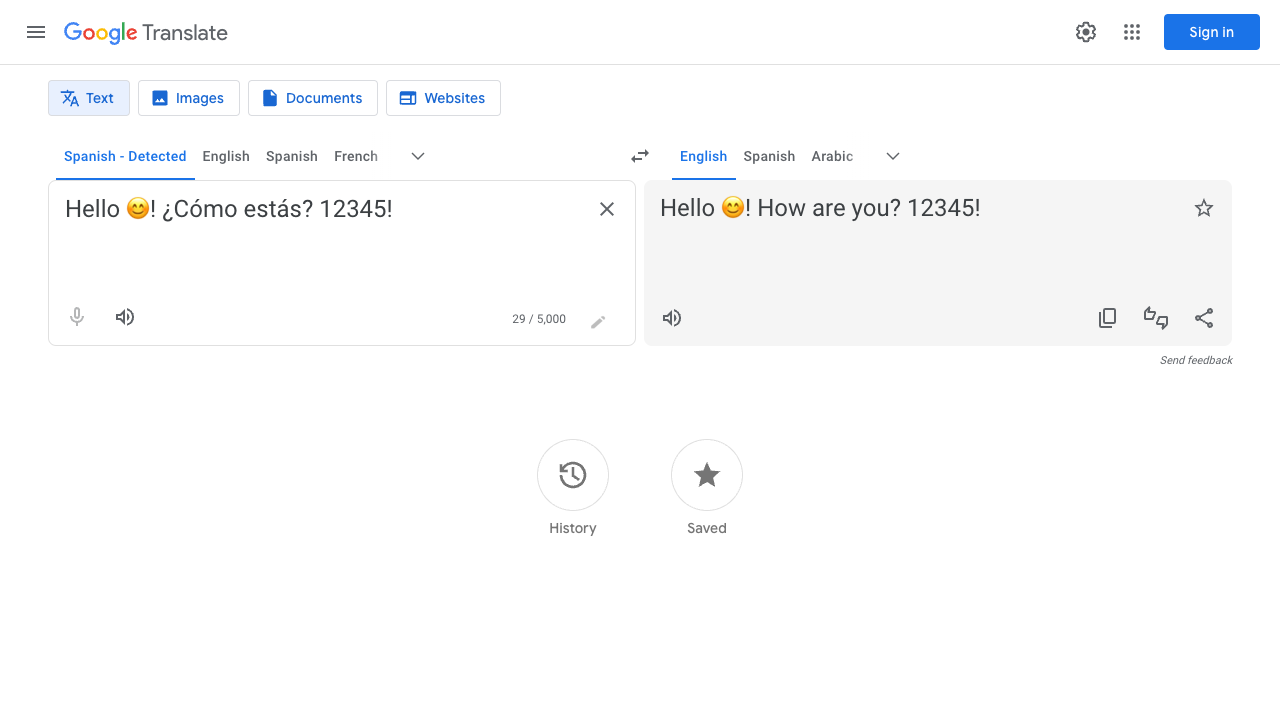 Google Translate
Sign in
Text
Images
Documents
Websites
Spanish - Detected
English
Spanish
French
English
Spanish
Arabic
Hello 😊! ¿Cómo estás? 12345!
Hello 😊! How are you? 12345!
29 / 5,000
Send feedback
History
Saved